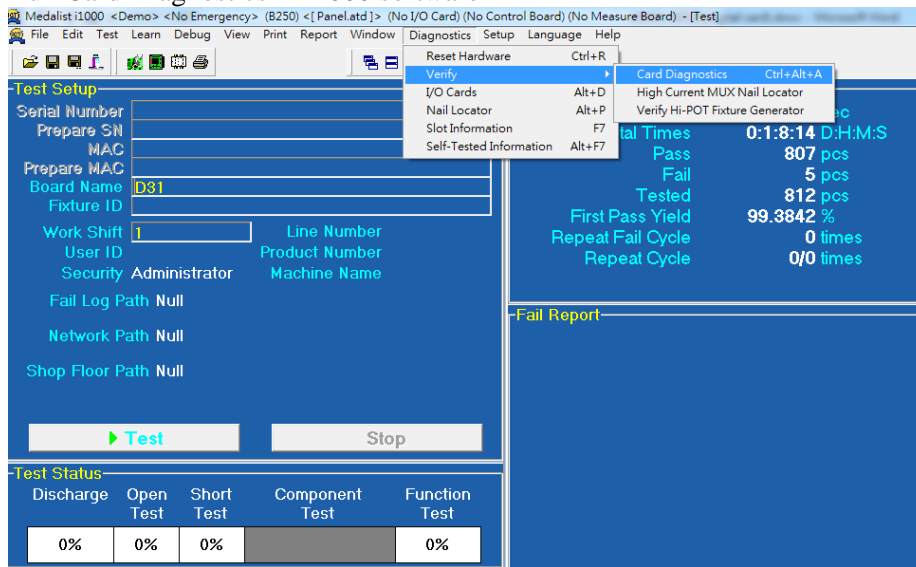 Medalist i1000 <Demo> <No Emergency> (B250) <[ Panel.atd ]> (No I/O Card) (No Control Board) (No Measure Board) - [Test]
File Edit Test Learn Debug View Print Report Window Diagnostics Setup Language Help
Reset Hardware Ctrl+R
Verify
Card Diagnostics Ctrl+Alt+A
I/O Cards Alt+D
High Current MUX Nail Locator
Nail Locator Alt+P
Verify Hi-POT Fixture Generator
Slot Information F7
Self-Tested Information Alt+F7
Test Setup
Serial Number
Prepare SN
MAC
Prepare MAC
Board Name D31
Fixture ID
Work Shift 1 Line Number
User ID Product Number
Security Administrator Machine Name
Fail Log Path Null
Network Path Null
Shop Floor Path Null
Test Stop
Times 0:1:8:14 D:H:M:S
Pass 807 pcs
Fail 5 pcs
Tested 812 pcs
First Pass Yield 99.3842 %
Repeat Fail Cycle 0 times
Repeat Cycle 0/0 times
Fail Report
Test Status
Discharge Open Test Short Test Component Test Function Test
0% 0% 0% 0%